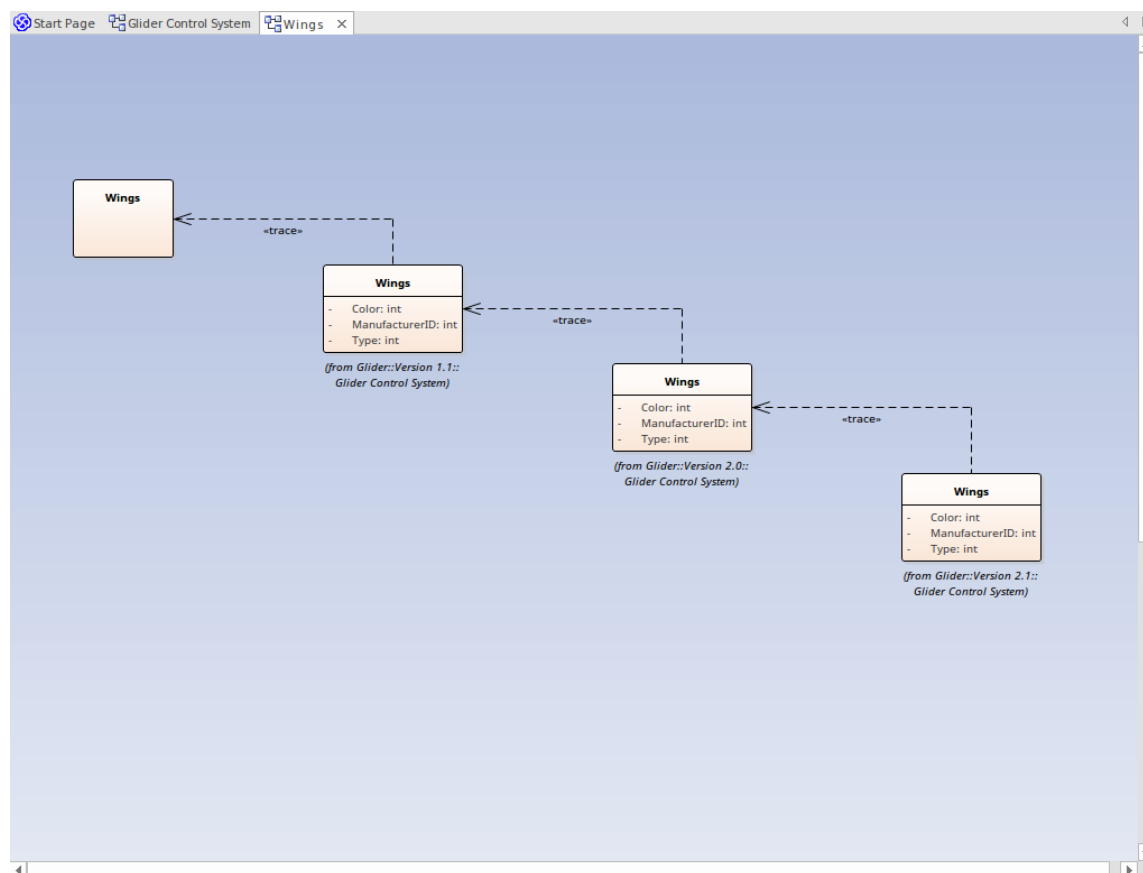 Start Page
Glider Control System
Wings
Wings
«trace»
Wings
- Color: int
- ManufacturerID: int
- Type: int
(from Glider::Version 1.1::
Glider Control System)
«trace»
Wings
- Color: int
- ManufacturerID: int
- Type: int
(from Glider::Version 2.0::
Glider Control System)
«trace»
Wings
- Color: int
- ManufacturerID: int
- Type: int
(from Glider::Version 2.1::
Glider Control System)